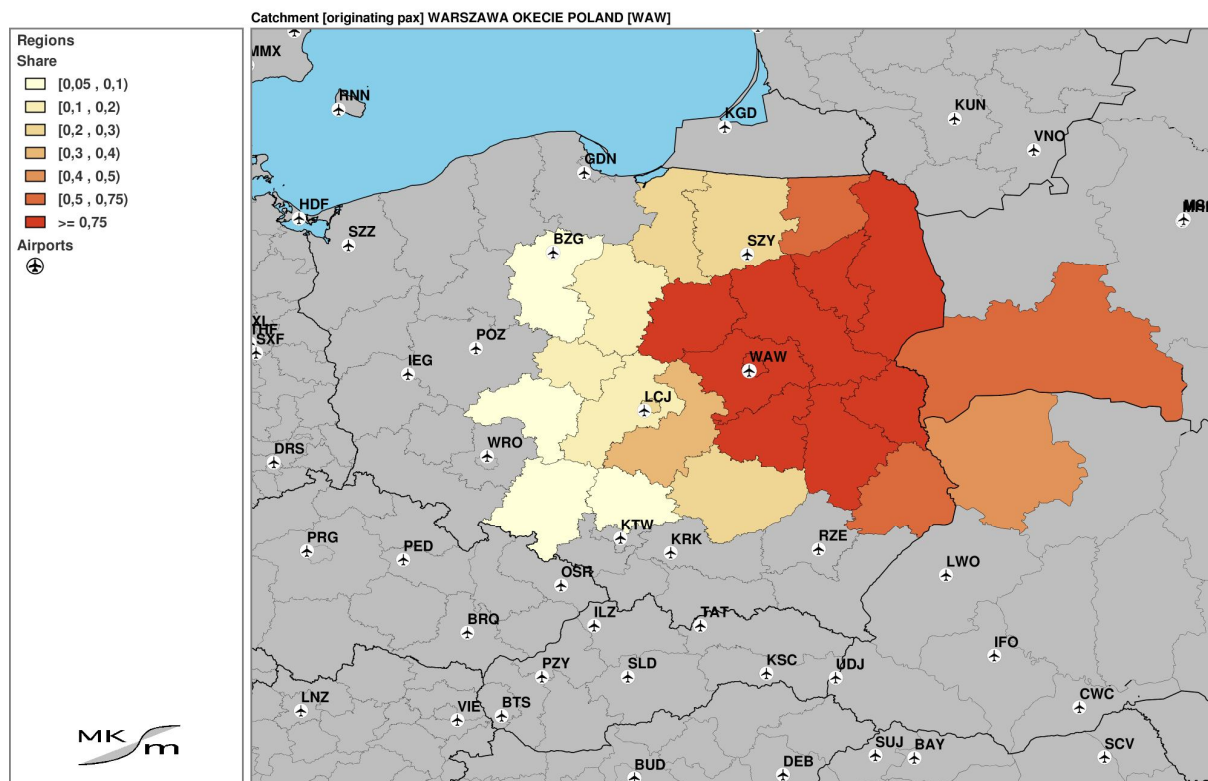 Catchment [originating pax] WARSZAWA OKECIE POLAND [WAW]
Regions
Share
[0,05 , 0,1)
[0,1 , 0,2)
[0,2 , 0,3)
[0,3 , 0,4)
[0,4 , 0,5)
[0,5 , 0,75)
>= 0,75
Airports
MMX
RNN
KGD
KUN
VNO
GDN
HDF
SZZ
BZG
SZY
SXF
POZ
IEG
WAW
LCJ
DRS
WRO
PRG
PED
KTW
KRK
RZE
LWO
OSR
BRQ
ILZ
TAT
IFO
PZY
SLD
KSC
UDJ
LNZ
VIE
BTS
CWC
BUD
DEB
SUJ
BAY
SCV
MK
m